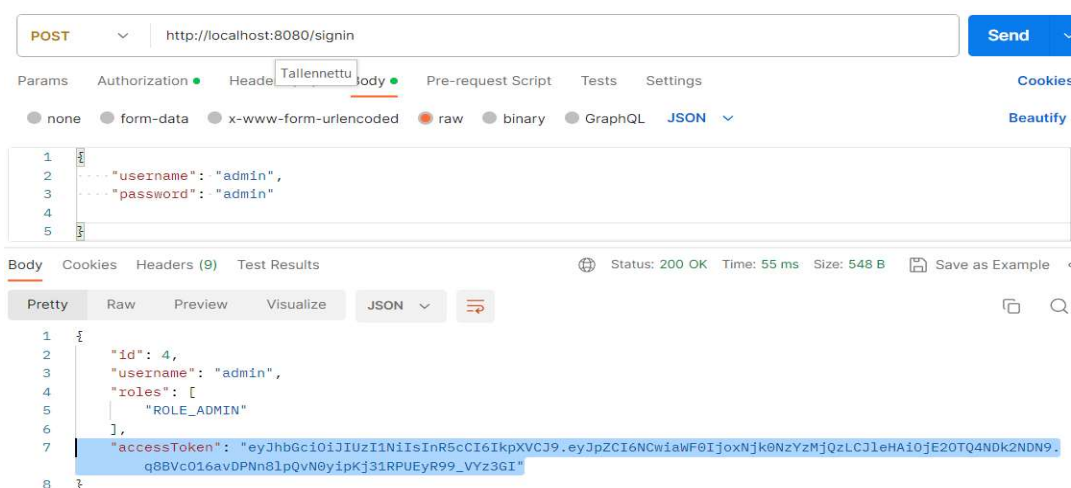 POST http://localhost:8080/signin Send
Params Authorization Heade Tallennettu Body Pre-request Script Tests Settings Cookies
none form-data x-www-form-urlencoded raw binary GraphQL JSON Beautify
1 {
2 "username": "admin",
3 "password": "admin"
4
5 }
Body Cookies Headers (9) Test Results Status: 200 OK Time: 55 ms Size: 548 B Save as Example
Pretty Raw Preview Visualize JSON
1 {
2 "id": 4,
3 "username": "admin",
4 "roles": [
5 "ROLE_ADMIN"
6 ],
7 "accessToken": "eyJhbGciOiJIUzI1NiIsInR5cCI6IkpXVCJ9.eyJpZCI6NCwiaWF0IjoxNjk0NzYzMjQzLCJleHAiOjE2OTQ4NDk2NDN9.
q8BVcO16avDPNn8lpQvN0yipKj31RPUEyR99_VYz3GI"
8 }